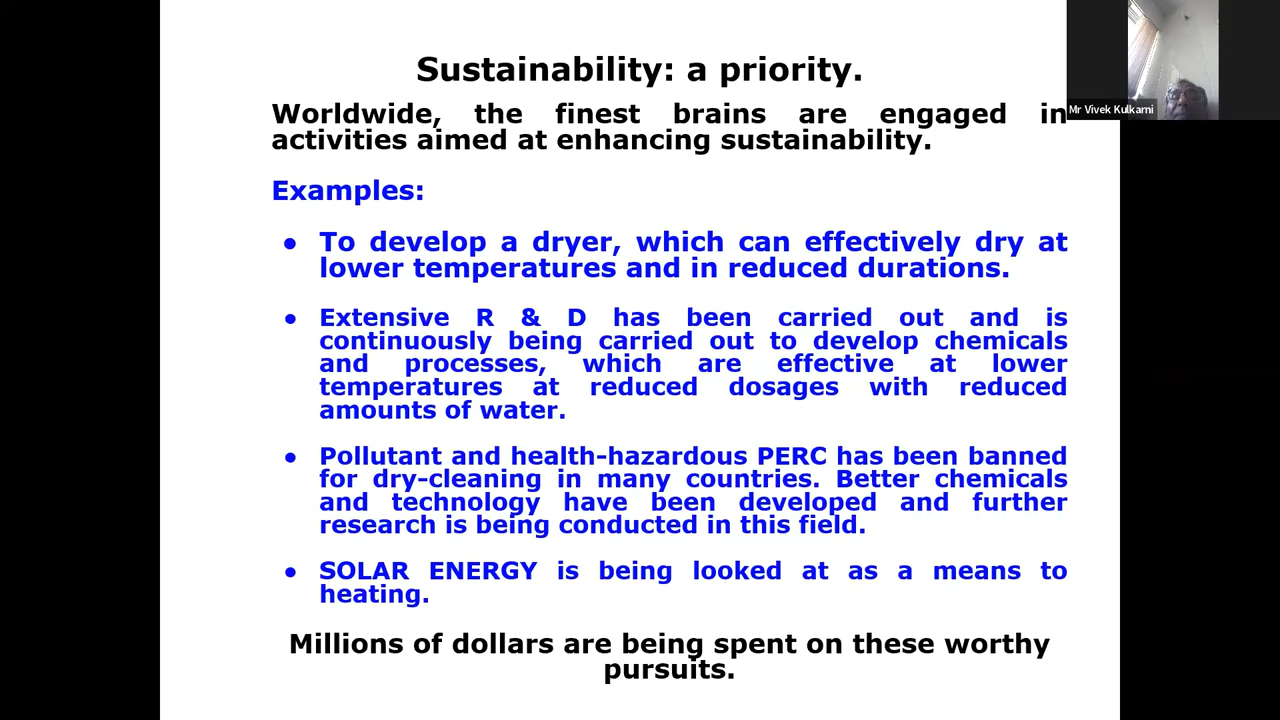 Sustainability: a priority.
Mr Vivek Kulkarni
Worldwide, the finest brains are engaged in
activities aimed at enhancing sustainability.
Examples:
● To develop a dryer, which can effectively dry at
lower temperatures and in reduced durations.
● Extensive R & D has been carried out and is
continuously being carried out to develop chemicals
and processes, which are effective at lower
temperatures at reduced dosages with reduced
amounts of water.
● Pollutant and health-hazardous PERC has been banned
for dry-cleaning in many countries. Better chemicals
and technology have been developed and further
research is being conducted in this field.
● SOLAR ENERGY is being looked at as a means to
heating.
Millions of dollars are being spent on these worthy
pursuits.